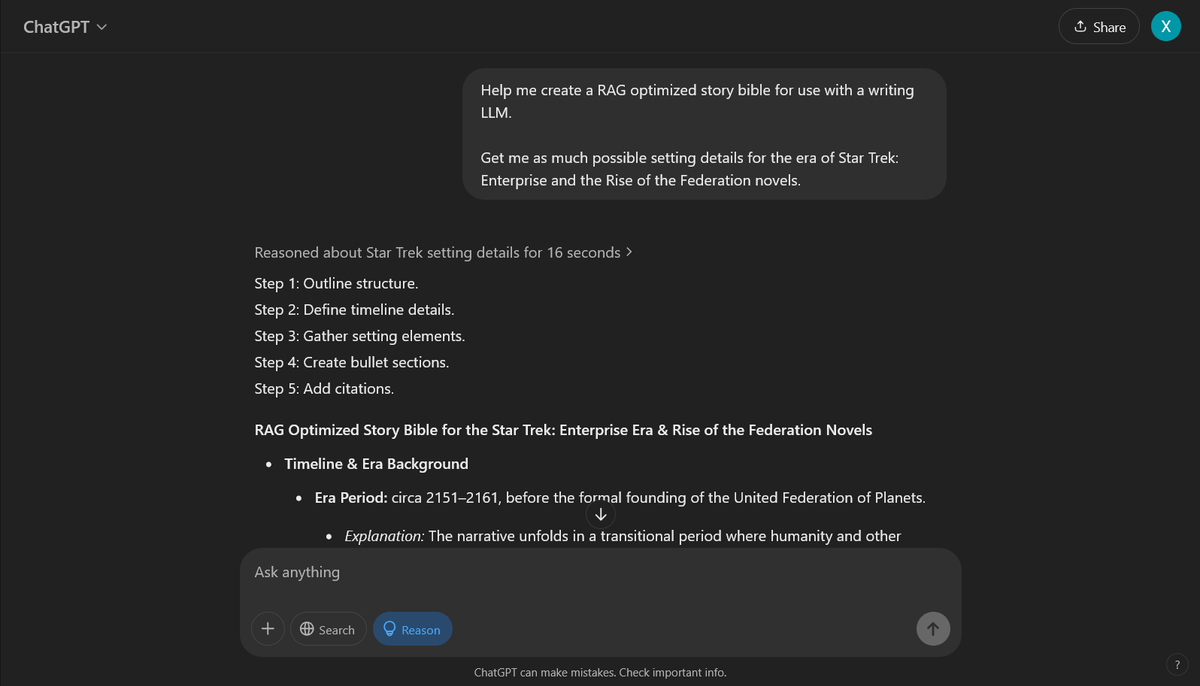 ChatGPT
Share
X
Help me create a RAG optimized story bible for use with a writing
LLM.
Get me as much possible setting details for the era of Star Trek:
Enterprise and the Rise of the Federation novels.
Reasoned about Star Trek setting details for 16 seconds
Step 1: Outline structure.
Step 2: Define timeline details.
Step 3: Gather setting elements.
Step 4: Create bullet sections.
Step 5: Add citations.
RAG Optimized Story Bible for the Star Trek: Enterprise Era & Rise of the Federation Novels
• Timeline & Era Background
• Era Period: circa 2151–2161, before the formal founding of the United Federation of Planets.
• Explanation: The narrative unfolds in a transitional period where humanity and other
Ask anything
Search
Reason
ChatGPT can make mistakes. Check important info.
?